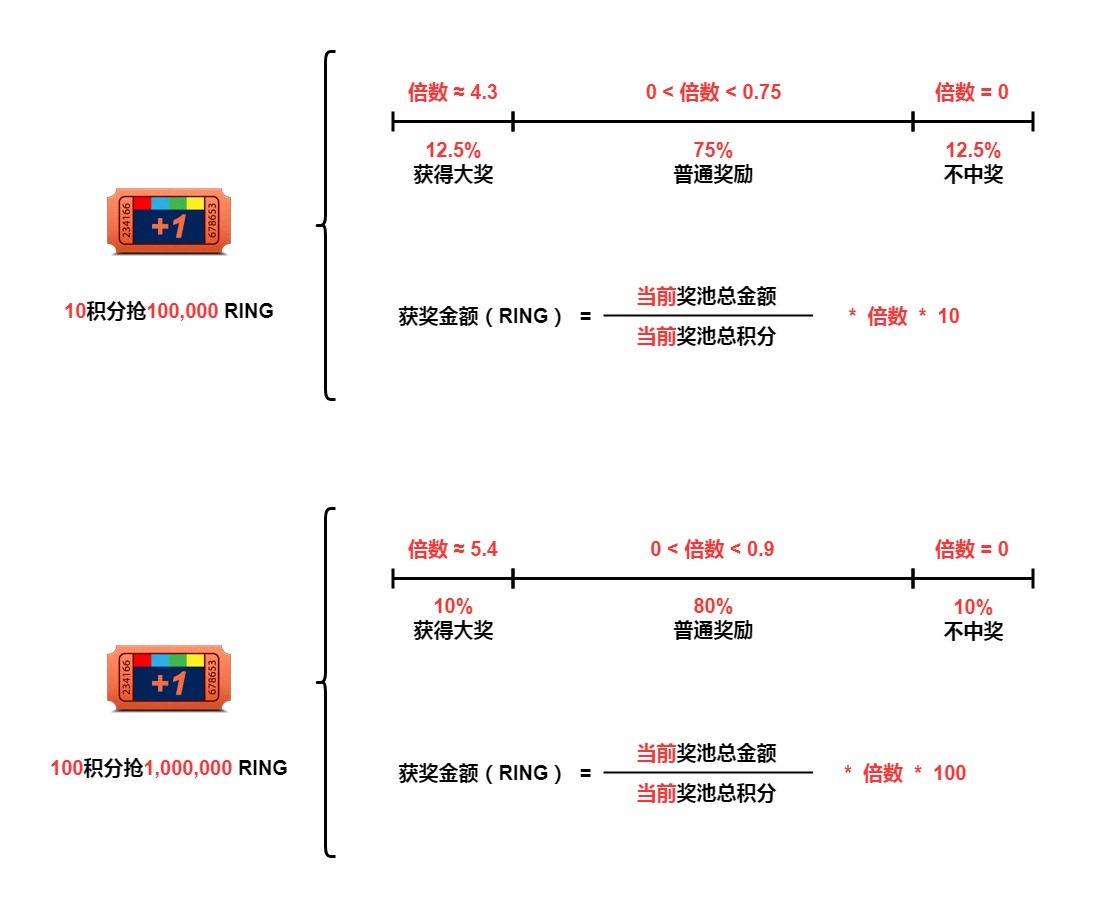 倍数 ≈ 4.3
0 < 倍数 < 0.75
倍数 = 0
12.5%
获得大奖
75%
普通奖励
12.5%
不中奖
234166
+1
678653
10积分抢100,000 RING
获奖金额（RING） =
当前奖池总金额
当前奖池总积分
* 倍数 * 10
倍数 ≈ 5.4
0 < 倍数 < 0.9
倍数 = 0
10%
获得大奖
80%
普通奖励
10%
不中奖
234166
+1
678653
100积分抢1,000,000 RING
获奖金额（RING） =
当前奖池总金额
当前奖池总积分
* 倍数 * 100